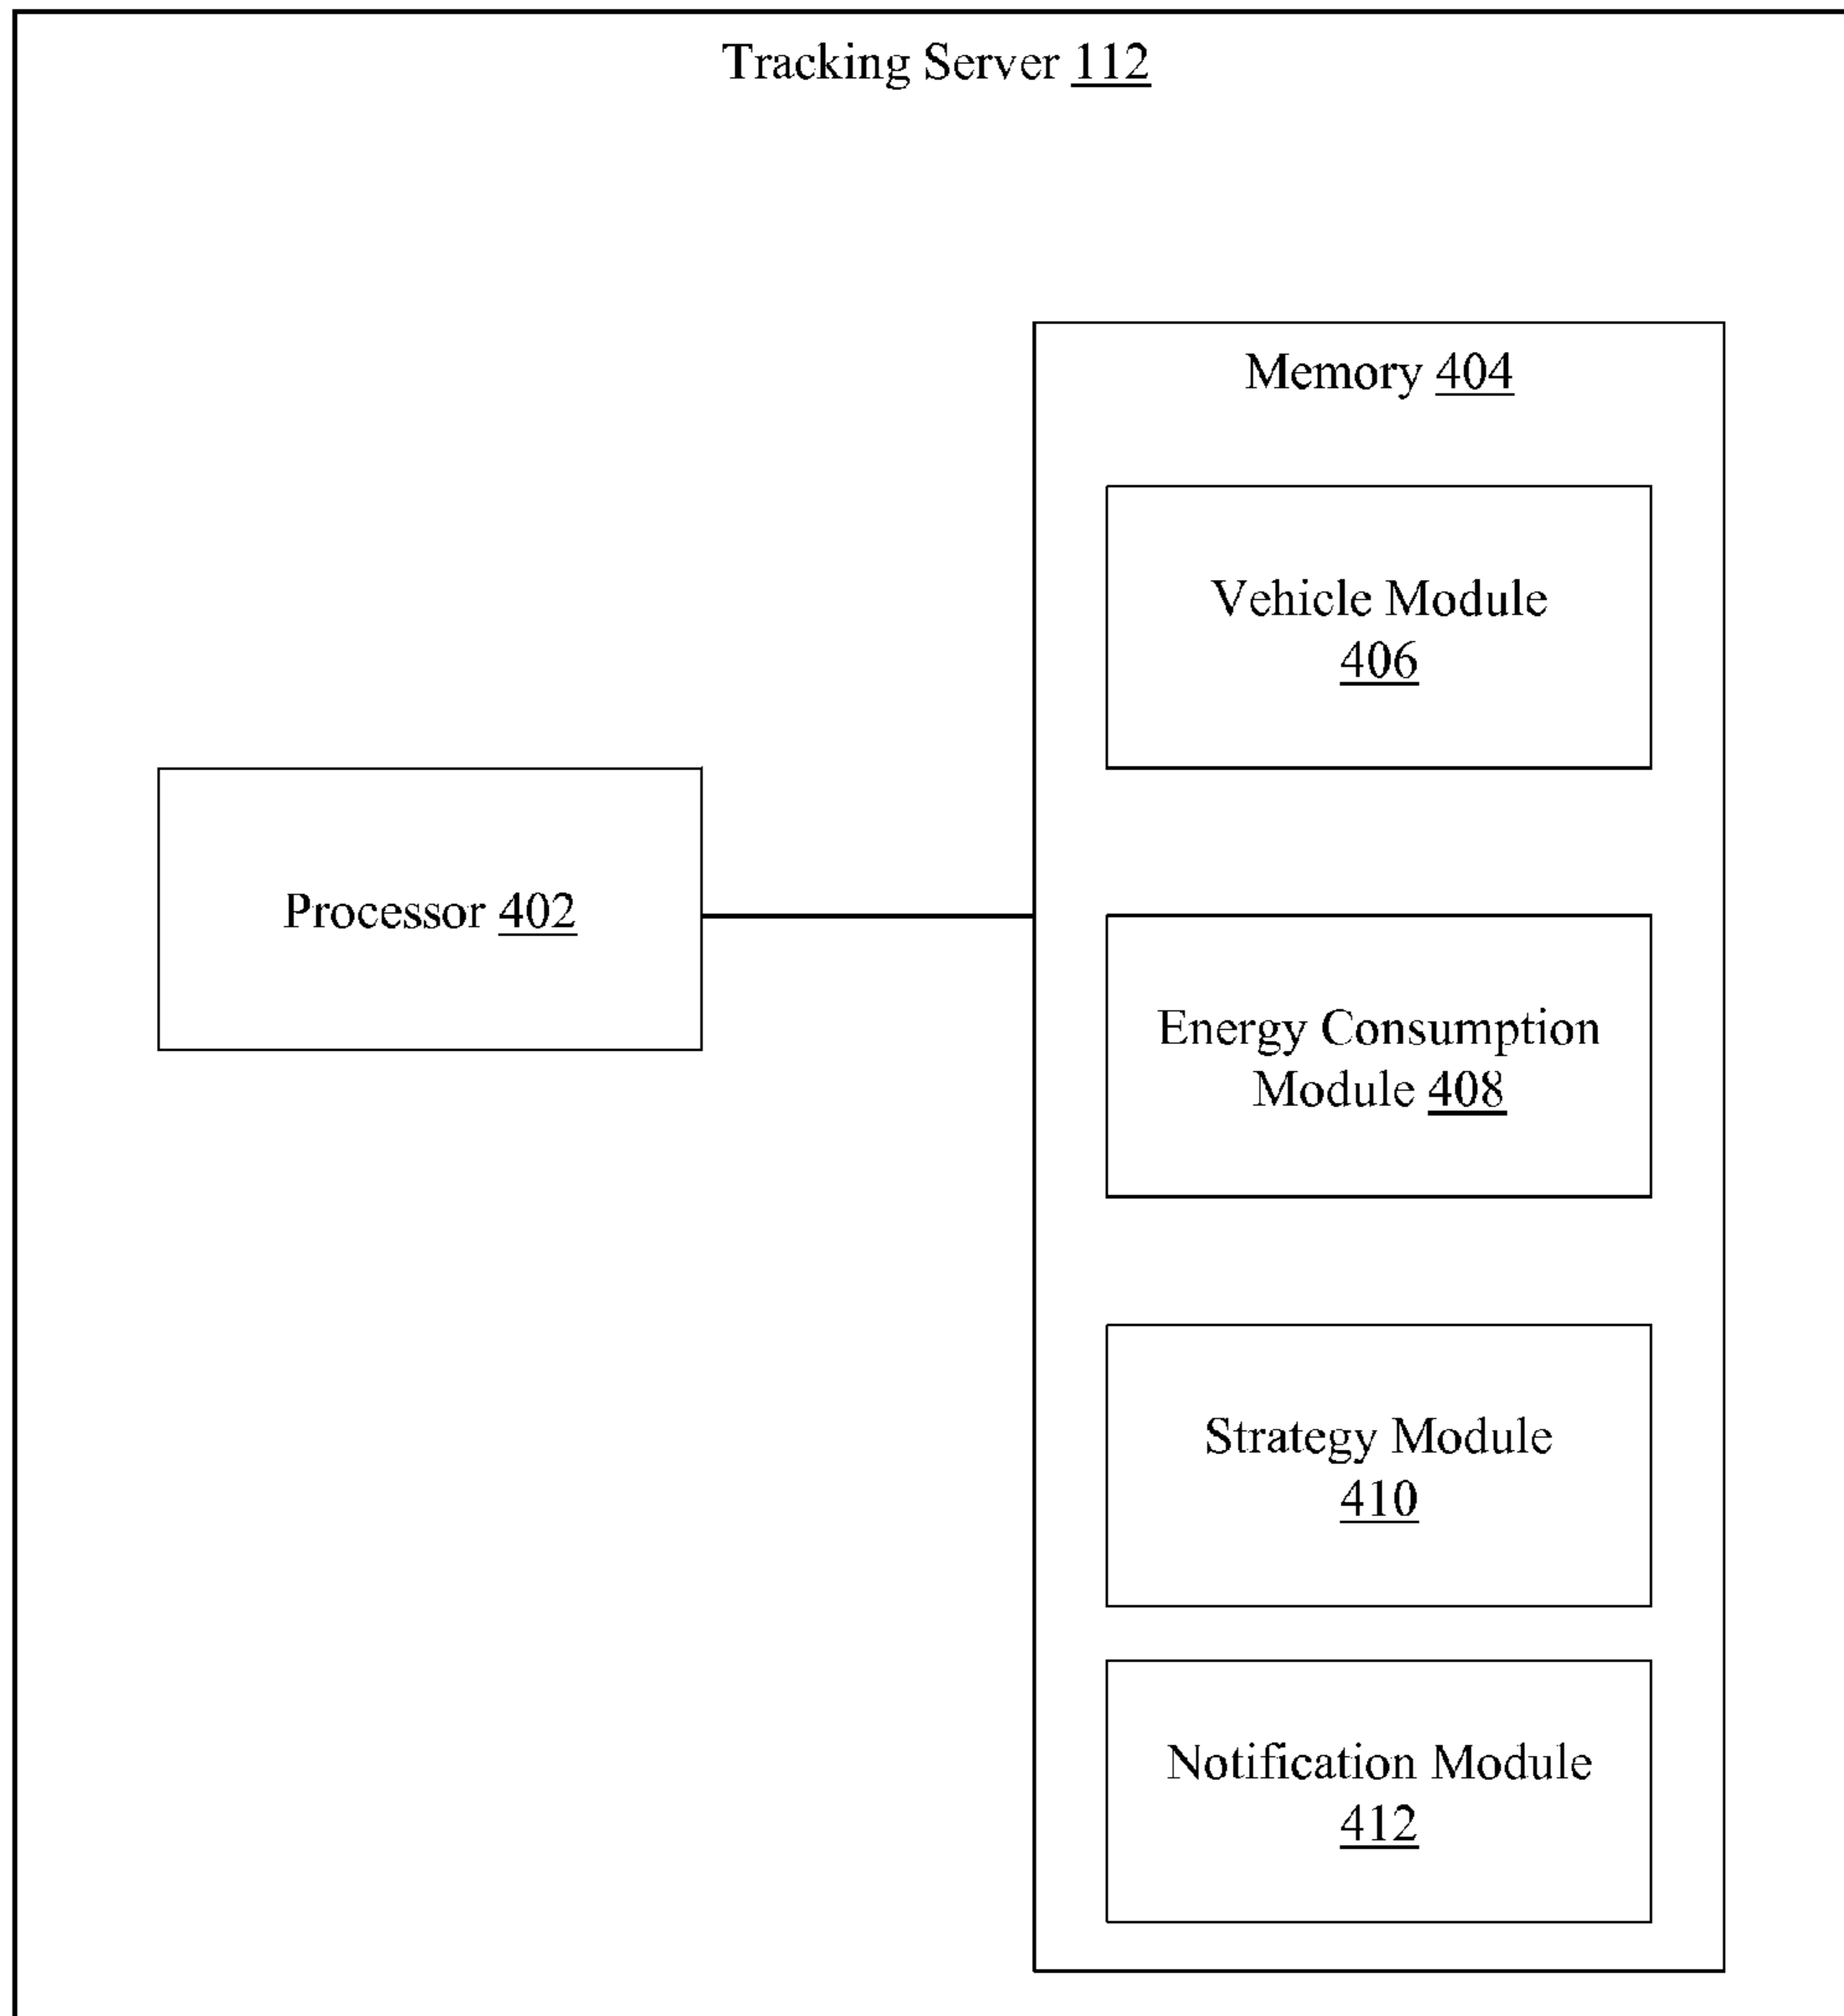 Tracking Server 112
Memory 404
Vehicle Module
406
Processor 402
Energy Consumption
Module 408
Strategy Module
410
Notification Module
412